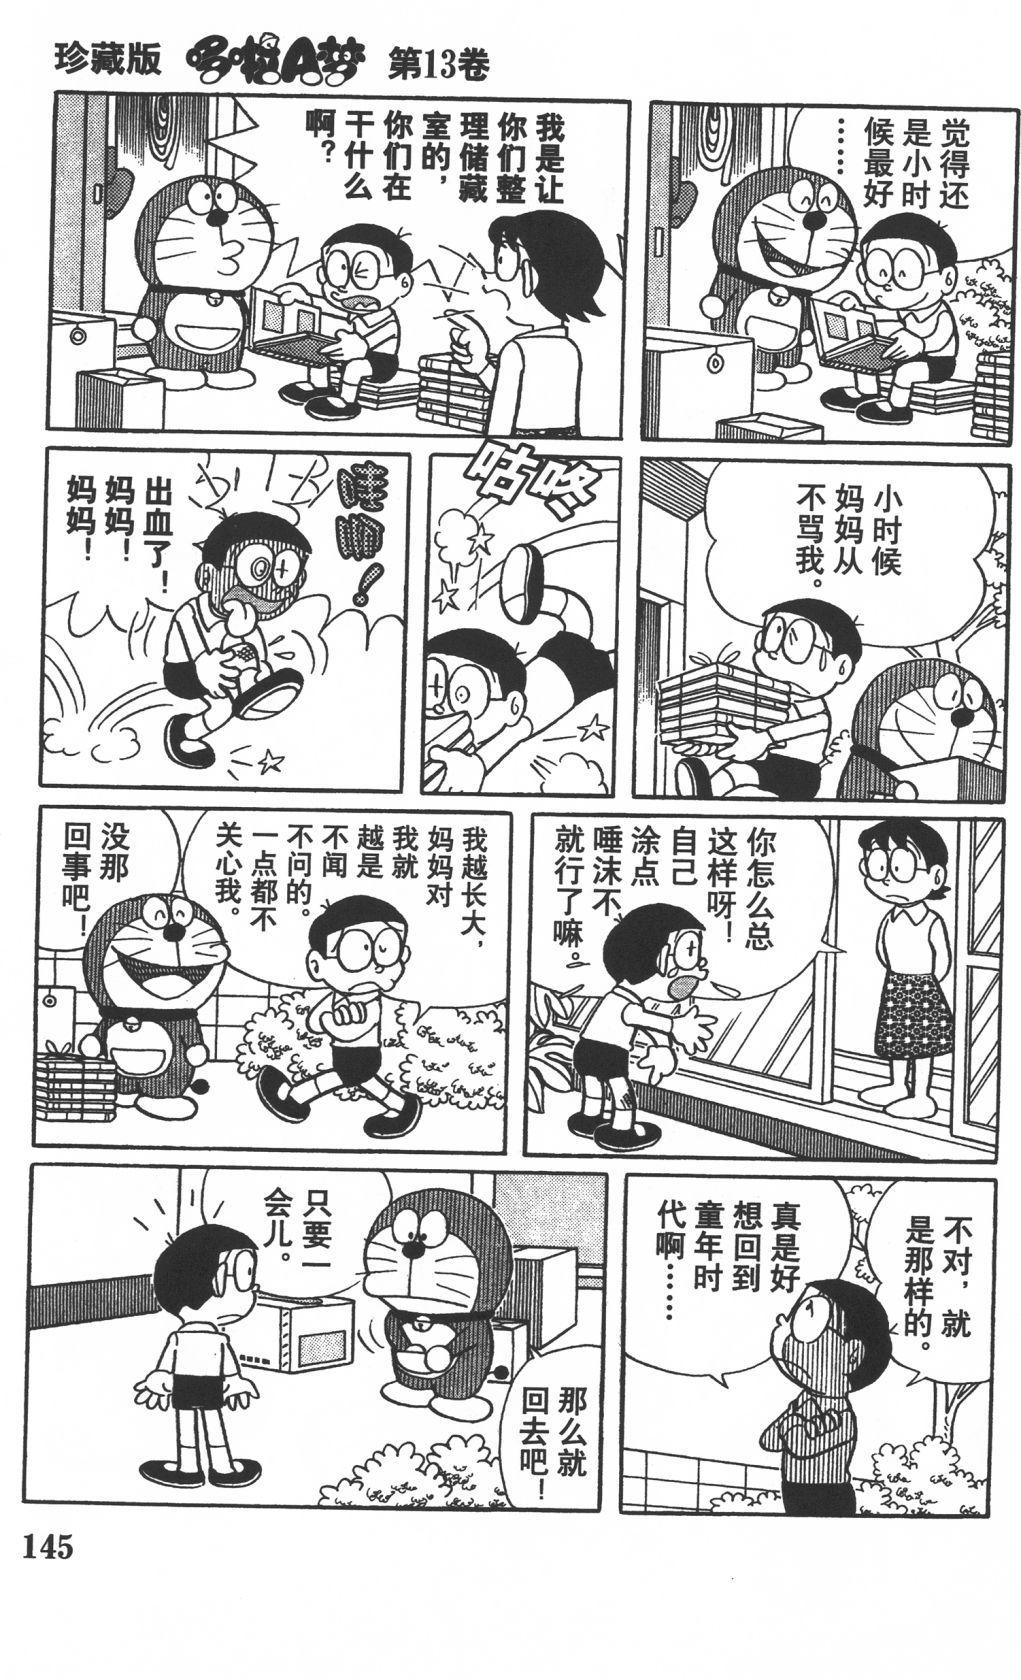 珍藏版 哆啦A梦 第13卷
觉得还
是小时
候最好
……
我是让
你们整
理储藏
室的，
你们在
干什么
啊？
小时候
妈妈从
不骂我。
咕咚
哇
啊！
出血了！
妈妈！
妈妈！
你怎么总
这样呀！
自己
涂点
唾沫不
就行了嘛。
我越长大，
妈妈对
我就
越是
不闻
不问的。
一点都不
关心我。
没那
回事吧！
不对，就
是那样的。
真是好
想回到
童年时
代啊……
只要一
会儿。
那么就
回去吧！
145